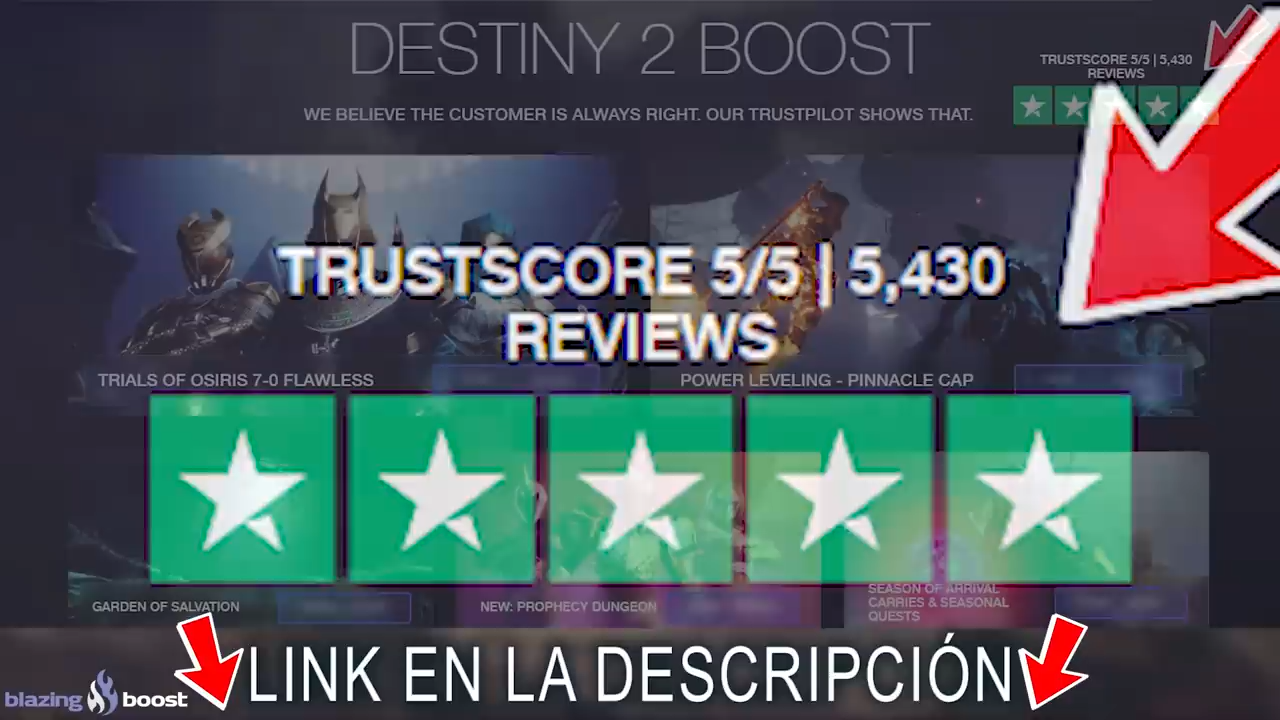 DESTINY 2 BOOST
TRUSTSCORE 5/5 | 5,430
REVIEWS
WE BELIEVE THE CUSTOMER IS ALWAYS RIGHT. OUR TRUSTPILOT SHOWS THAT.
TRUSTSCORE 5/5 | 5,430
REVIEWS
TRIALS OF OSIRIS 7-0 FLAWLESS
POWER LEVELING - PINNACLE CAP
GARDEN OF SALVATION
NEW: PROPHECY DUNGEON
SEASON OF ARRIVAL
CARRIES & SEASONAL
QUESTS
LINK EN LA DESCRIPCIÓN
blazing boost